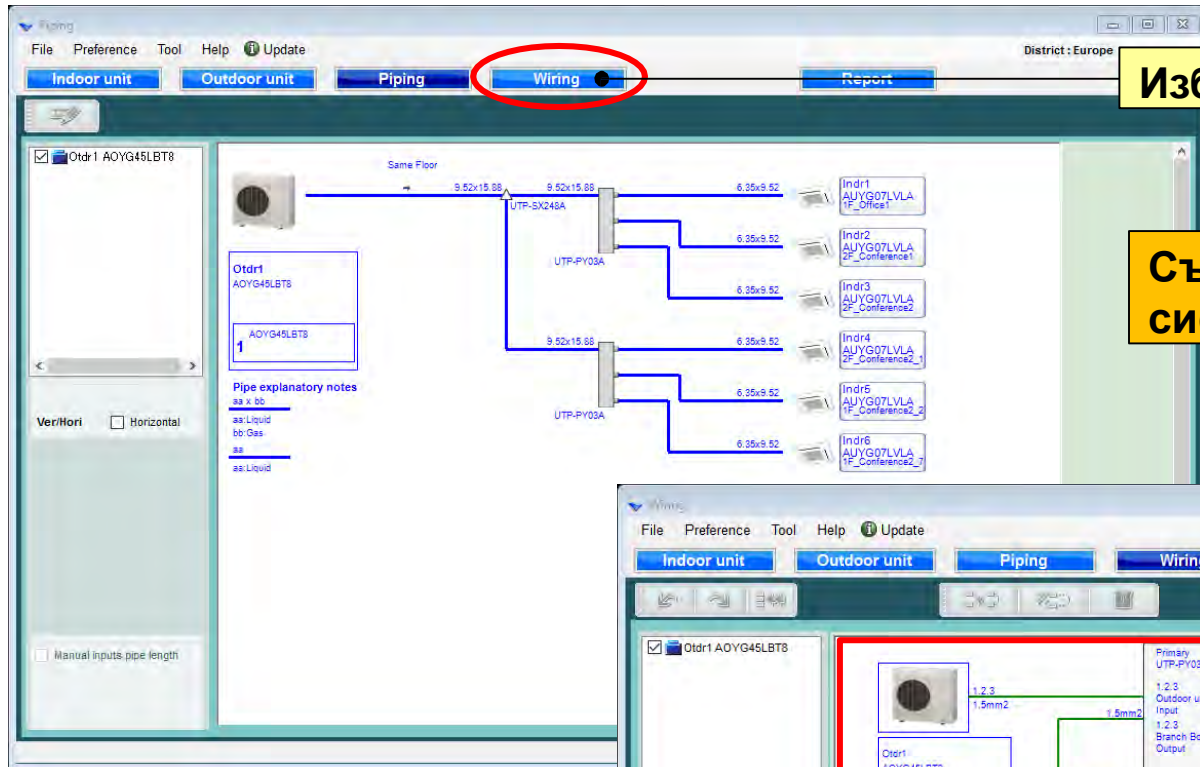 Piping
File Preference Tool Help Update
District : Europe
Indoor unit Outdoor unit Piping Wiring Report
Изб
Otdr1 AOYG45LBT8
Same Floor
9.52x15.88 9.52x15.88 6.35x9.52
UTP-SX248A
Indr1
AUYG07LVLA
1F_Office1
6.35x9.52
Indr2
AUYG07LVLA
2F_Conference1
UTP-PY03A
Otdr1
AOYG45LBT8
6.35x9.52
Indr3
AUYG07LVLA
2F_Conference2
Съ
сис
AOYG45LBT8
1
9.52x15.88 6.35x9.52
Indr4
AUYG07LVLA
2F_Conference2_1
Pipe explanatory notes
aa x bb
aa:Liquid
bb:Gas
aa
aa:Liquid
6.35x9.52
Indr5
AUYG07LVLA
1F_Conference2_2
UTP-PY03A
6.35x9.52
Indr6
AUYG07LVLA
1F_Conference2_7
Ver/Hori Horizontal
Manual inputs pipe length
Wiring
File Preference Tool Help Update
Indoor unit Outdoor unit Piping Wiring
Otdr1 AOYG45LBT8
1.2.3
1.5mm2
1.5mm2
Primary
UTP-PY03
1.2.3
Outdoor u
Input
1.2.3
Branch Bo
Output
Otdr1